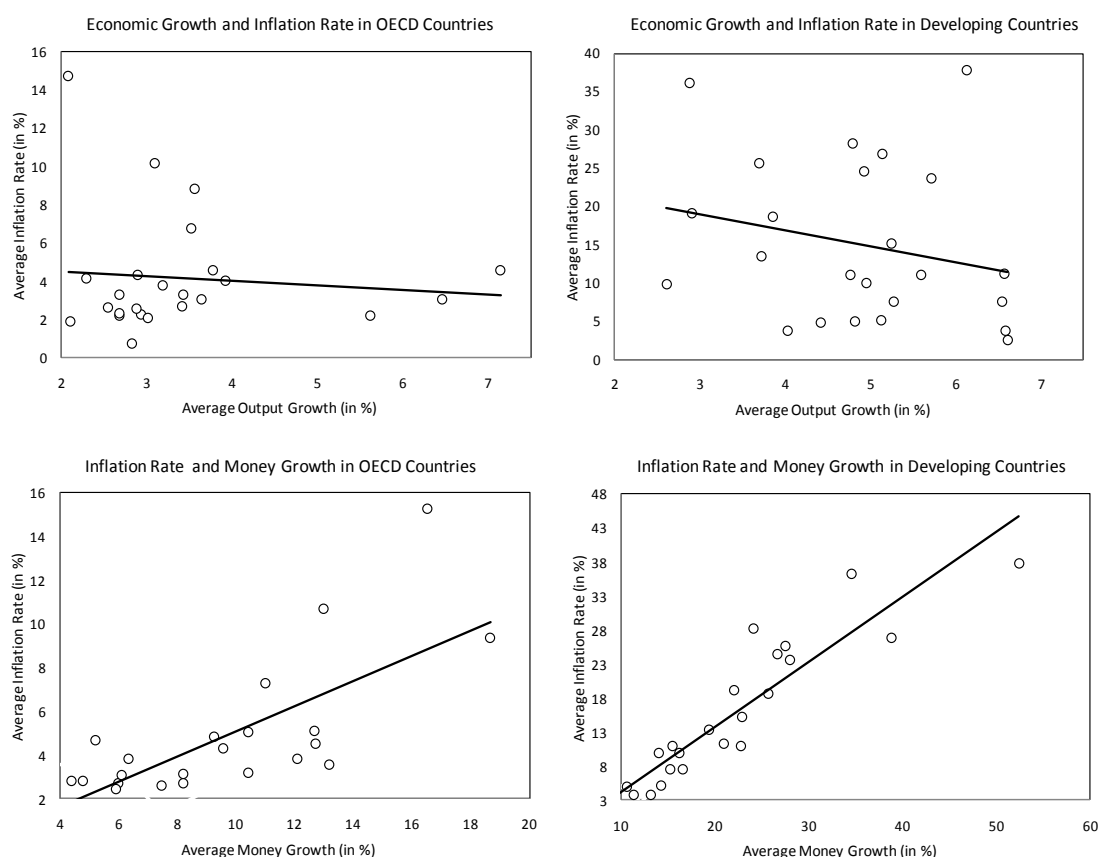 Economic Growth and Inflation Rate in OECD Countries
Average Inflation Rate (in %)
16
14
12
10
8
6
4
2
0
2 3 4 5 6 7
Average Output Growth (in %)
Economic Growth and Inflation Rate in Developing Countries
Average Inflation Rate (in %)
40
35
30
25
20
15
10
5
0
2 3 4 5 6 7
Average Output Growth (in %)
Inflation Rate and Money Growth in OECD Countries
Average Inflation Rate (in %)
16
14
12
10
8
6
4
2
4 6 8 10 12 14 16 18 20
Average Money Growth (in %)
Inflation Rate and Money Growth in Developing Countries
Average Inflation Rate (in %)
48
43
38
33
28
23
18
13
8
3
10 20 30 40 50 60
Average Money Growth (in %)